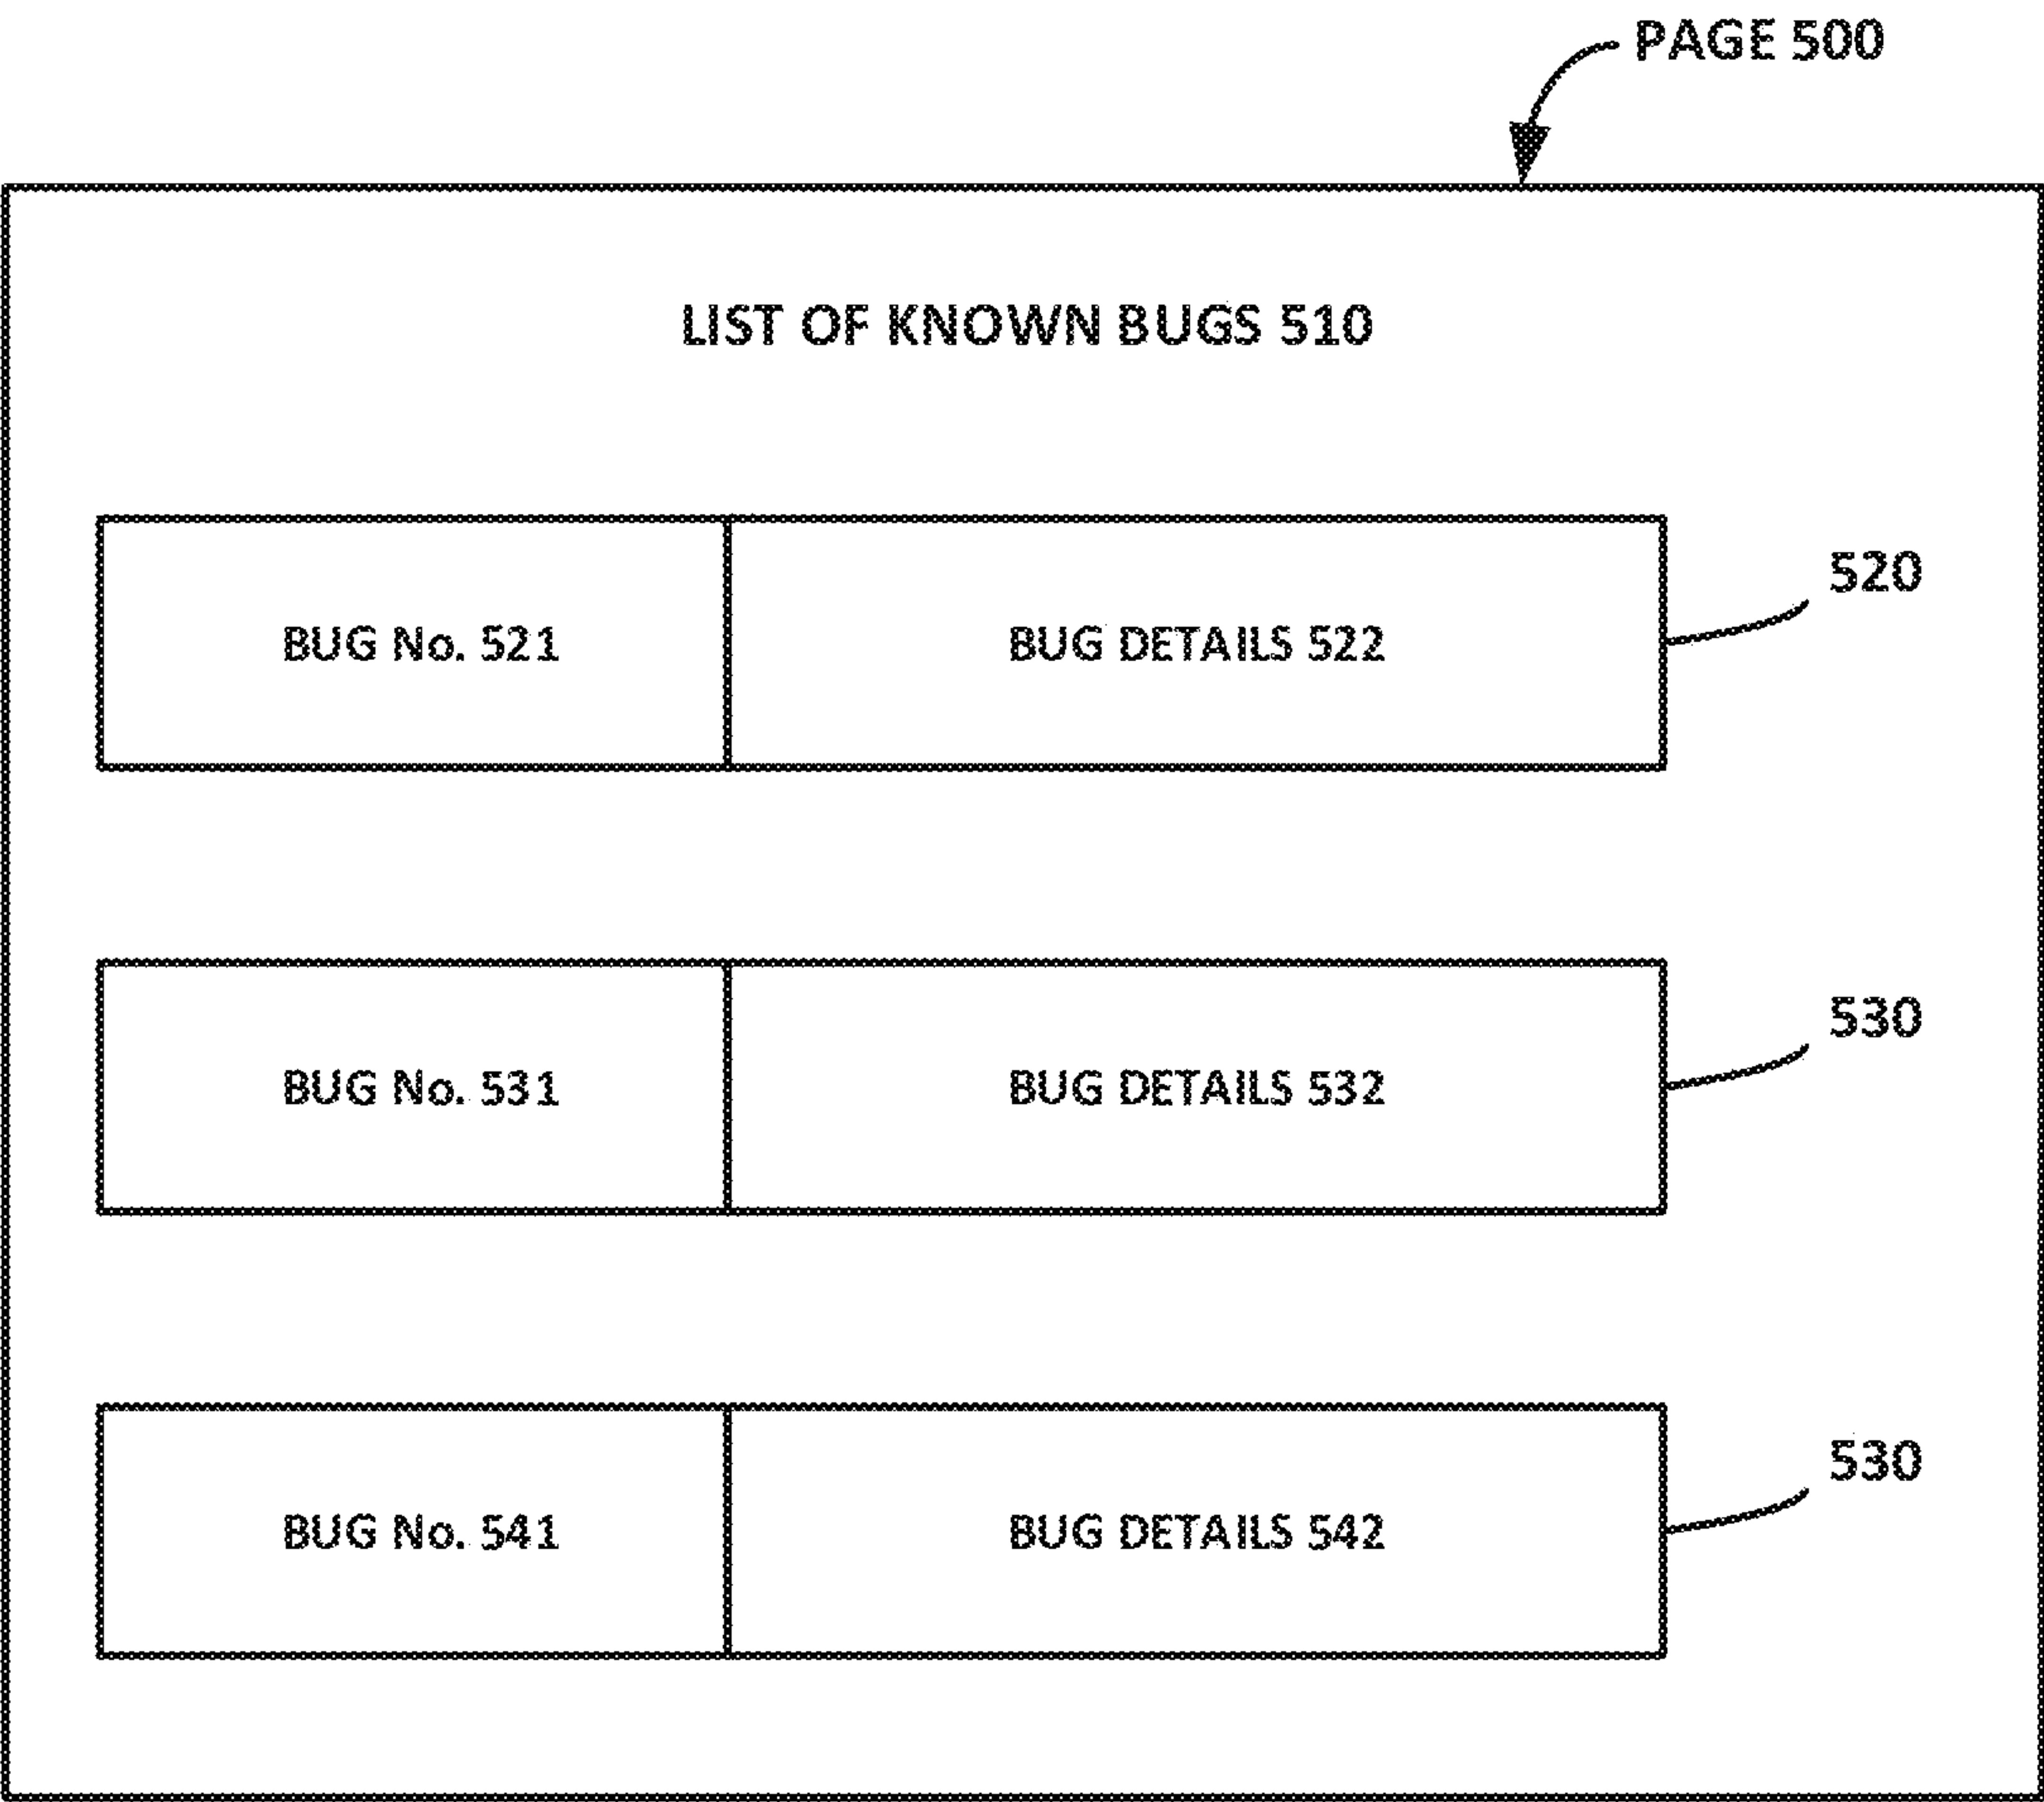 PAGE 500
LIST OF KNOWN BUGS 510
520
BUG No. 521 BUG DETAILS 522
530
BUG No. 531 BUG DETAILS 532
530
BUG No. 541 BUG DETAILS 542